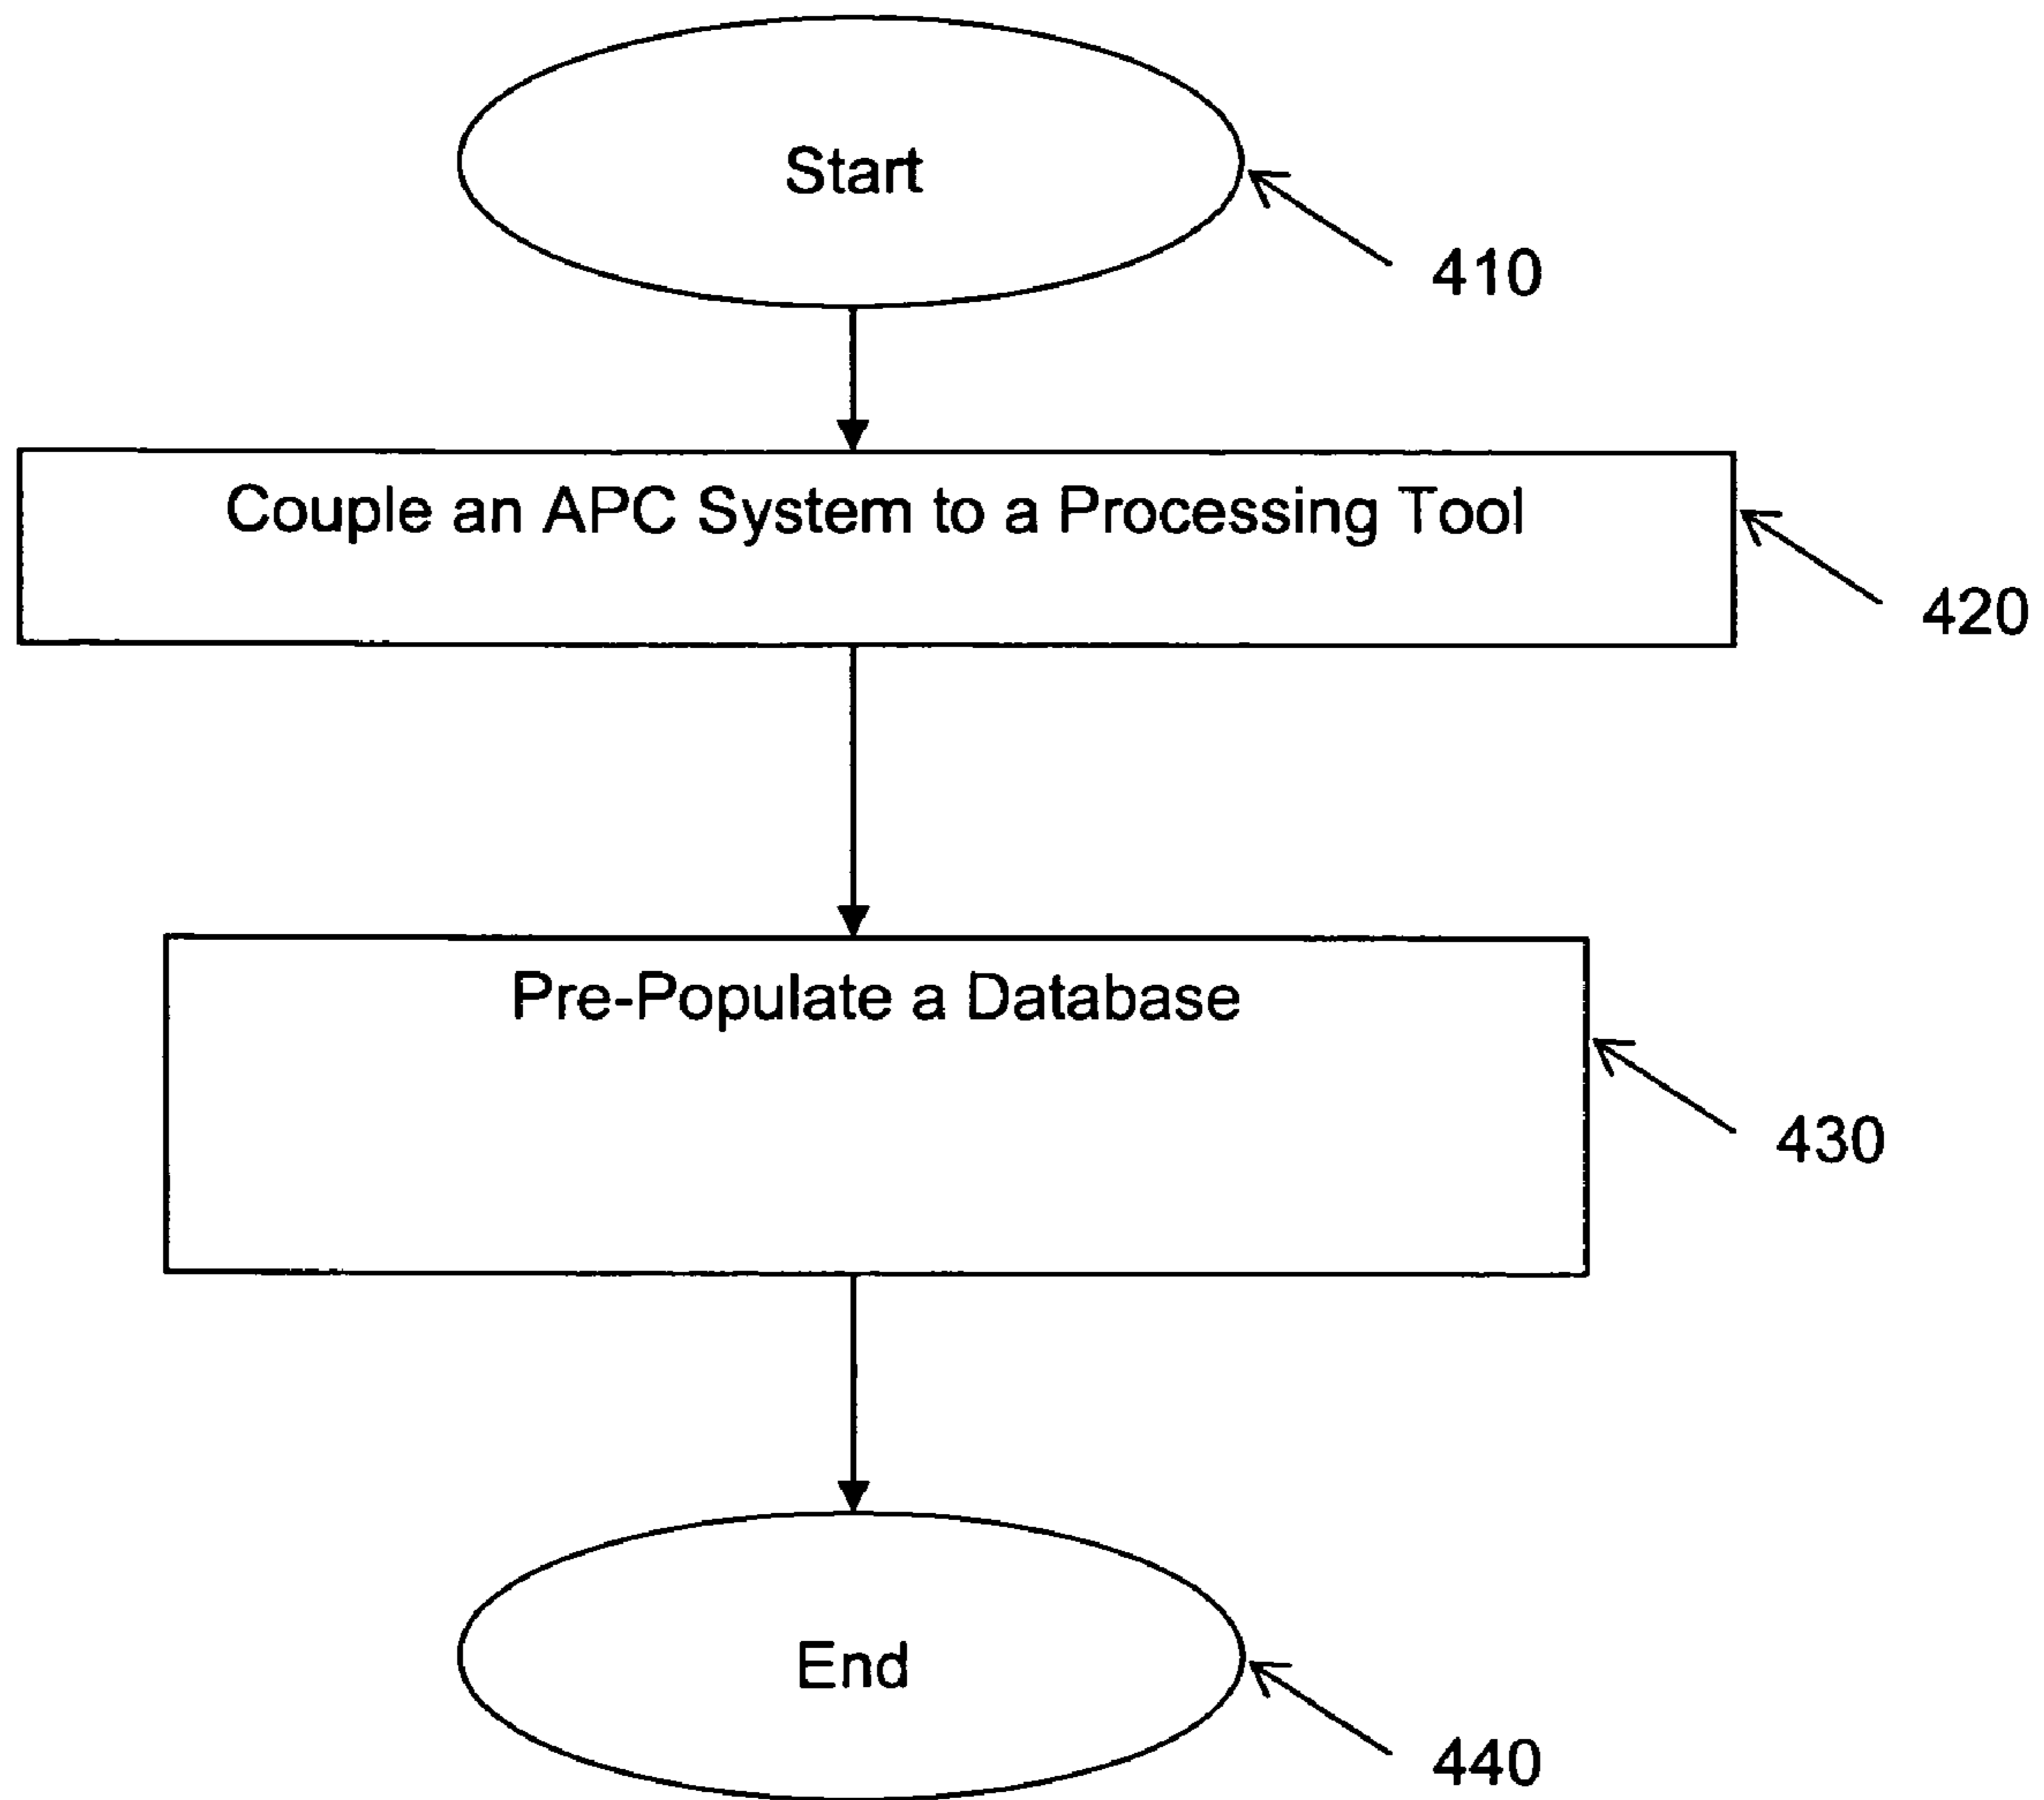 Start
410
Couple an APC System to a Processing Tool
420
Pre-Populate a Database
430
End
440